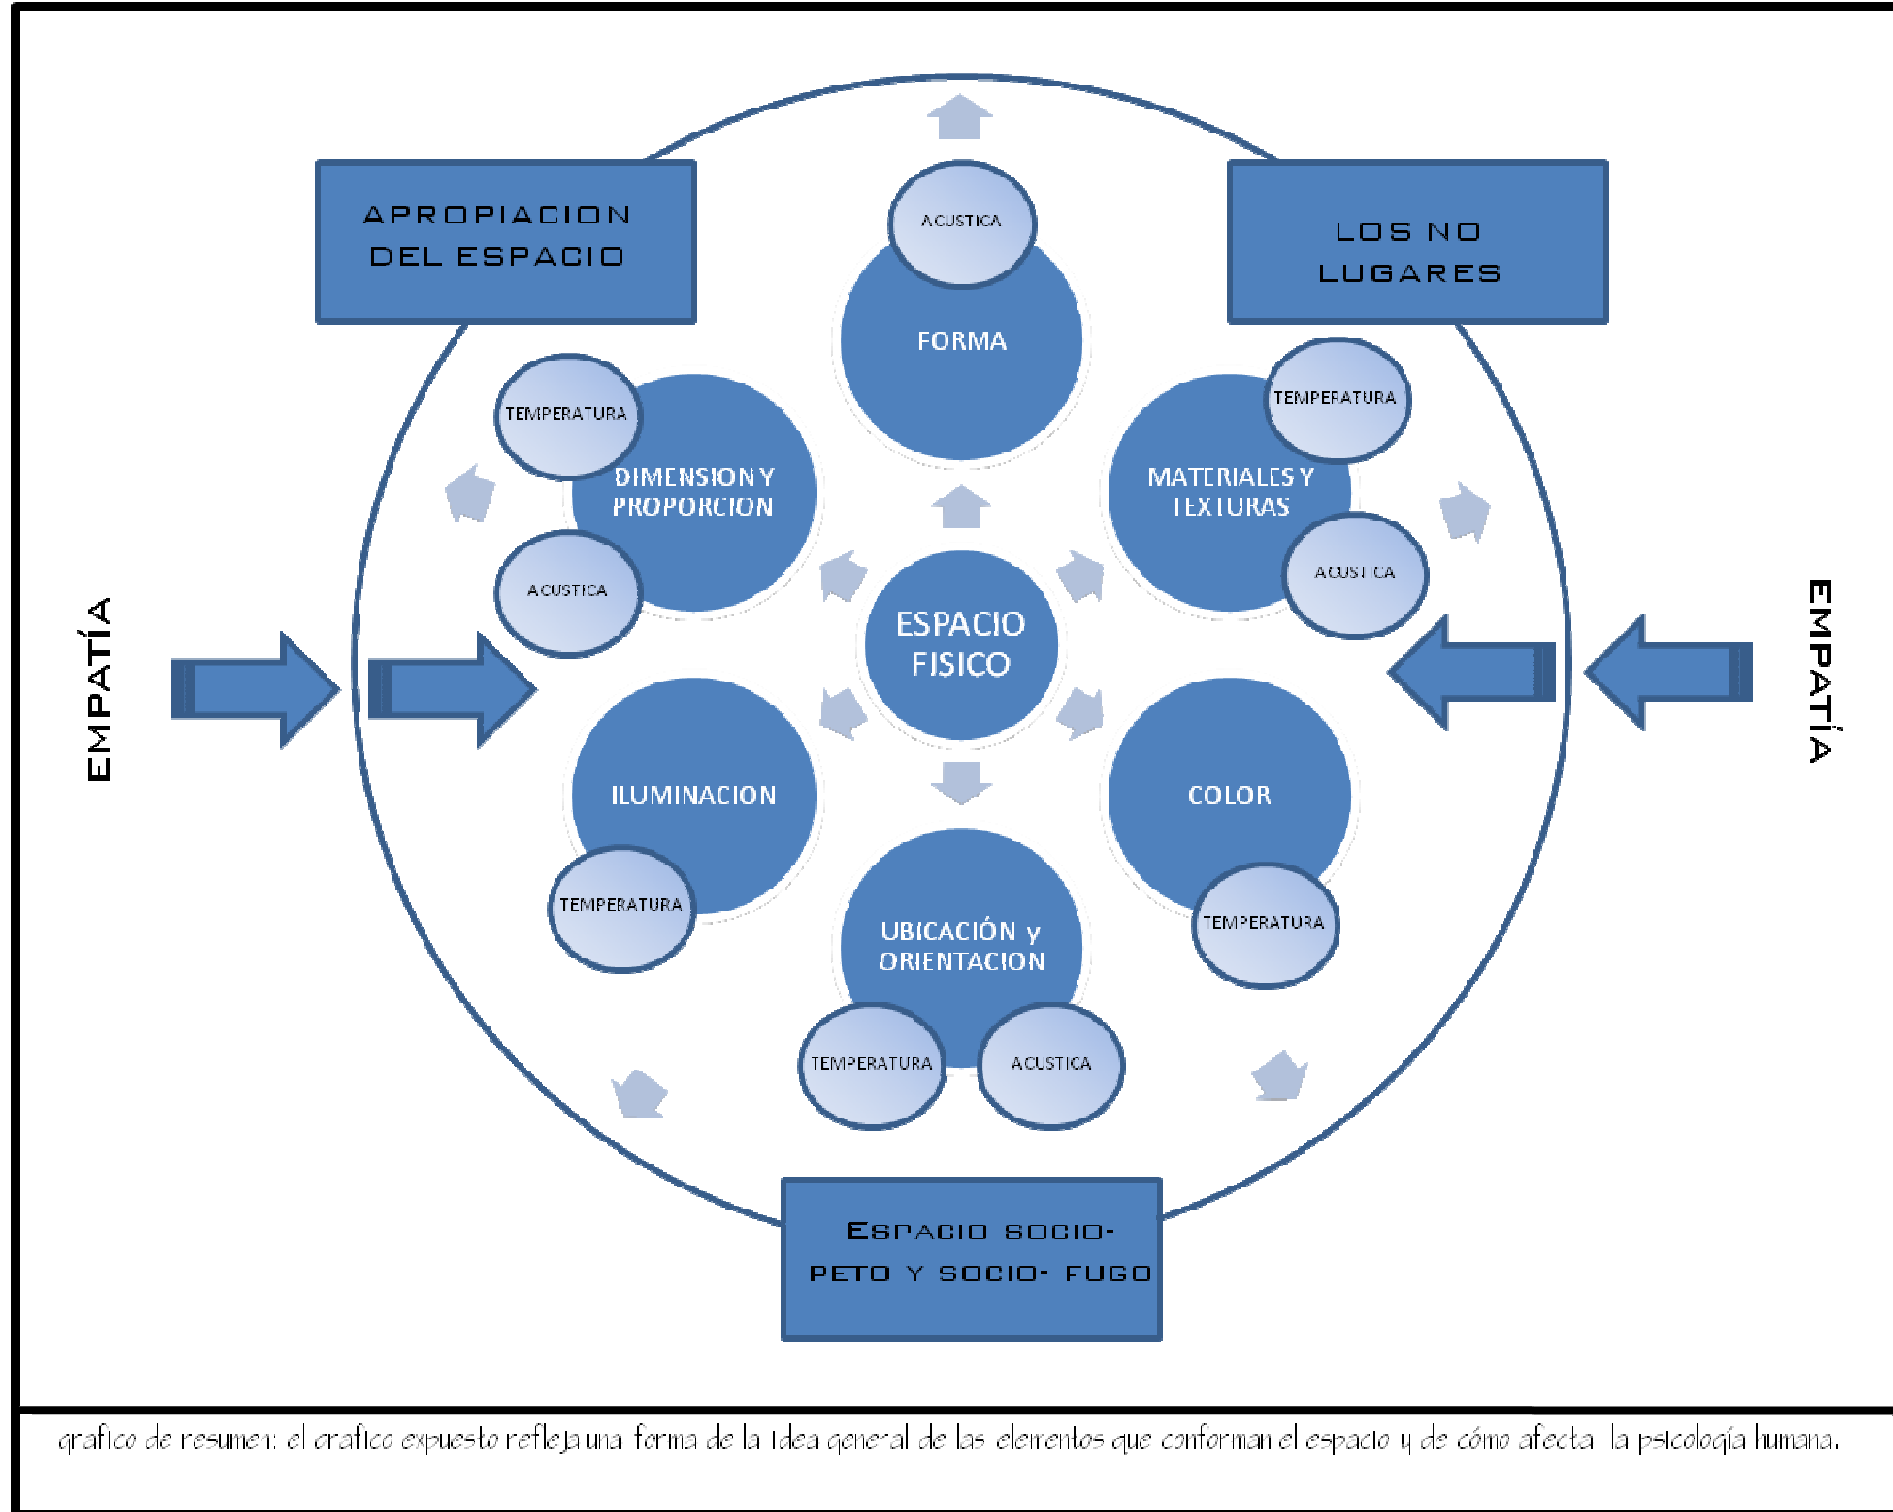 APROPIACION
DEL ESPACIO
LOS NO
LUGARES
ACUSTICA
FORMA
TEMPERATURA
DIMENSION Y
PROPORCION
ACUSTICA
TEMPERATURA
MATERIALES Y
TEXTURAS
ACUSTICA
ESPACIO
FISICO
EMPATÍA
EMPATÍA
ILUMINACION
TEMPERATURA
COLOR
TEMPERATURA
UBICACIÓN y
ORIENTACION
TEMPERATURA
ACUSTICA
ESPACIO SOCIO-
PETO Y SOCIO- FUGO
grafico de resumen: el grafico expuesto refleja una forma de la idea general de las elementos que conforman el espacio y de cómo afecta la psicología humana.